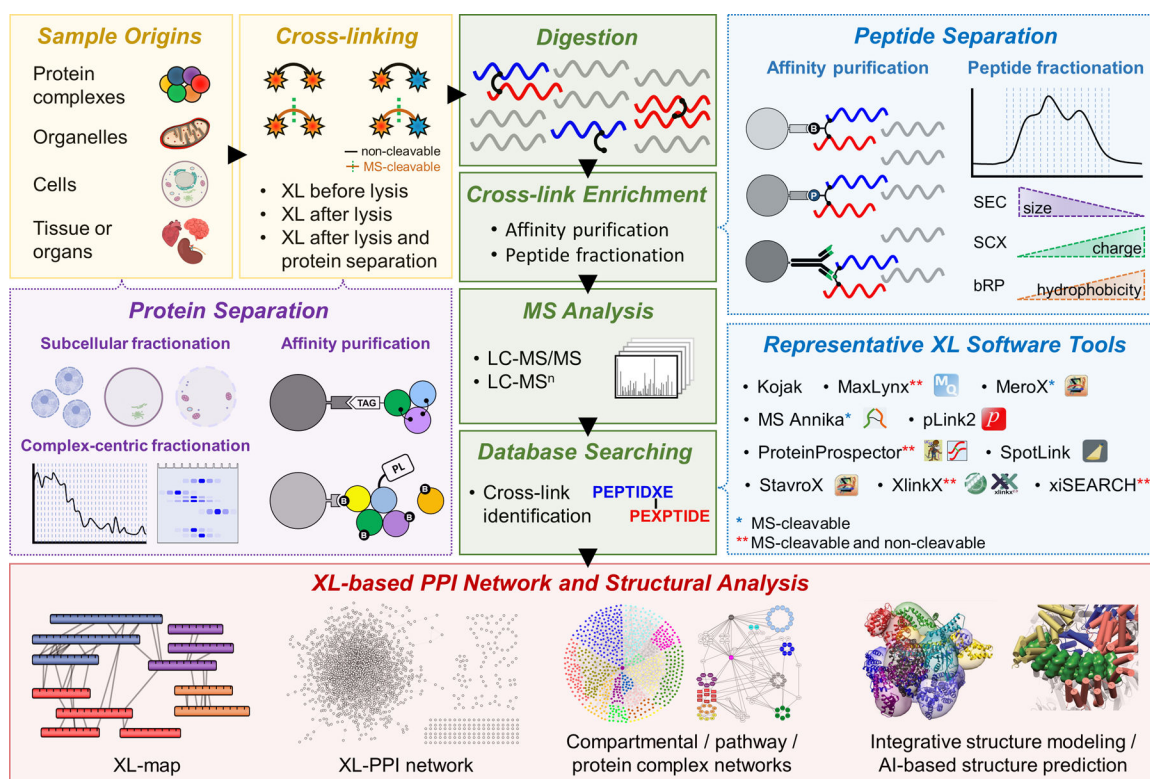 Sample Origins
Protein
complexes
Organelles
Cells
Tissue or
organs
Cross-linking
non-cleavable
MS-cleavable
• XL before lysis
• XL after lysis
• XL after lysis and
protein separation
Protein Separation
Subcellular fractionation
Affinity purification
TAG
Complex-centric fractionation
PL
B
B
B
B
Digestion
Cross-link Enrichment
• Affinity purification
• Peptide fractionation
MS Analysis
• LC-MS/MS
• LC-MSⁿ
Database Searching
• Cross-link
identification
PEPTIDXE
PEXPTIDE
Peptide Separation
Affinity purification
B
P
Peptide fractionation
SEC
size
SCX
charge
bRP
hydrophobicity
Representative XL Software Tools
• Kojak • MaxLynx** MQ • MeroX*
• MS Annika* • pLink2 p
• ProteinProspector** • SpotLink
• StavroX • XlinkX** xlinkx • xiSEARCH**
* MS-cleavable
** MS-cleavable and non-cleavable
XL-based PPI Network and Structural Analysis
XL-map
XL-PPI network
Compartmental / pathway /
protein complex networks
Integrative structure modeling /
AI-based structure prediction